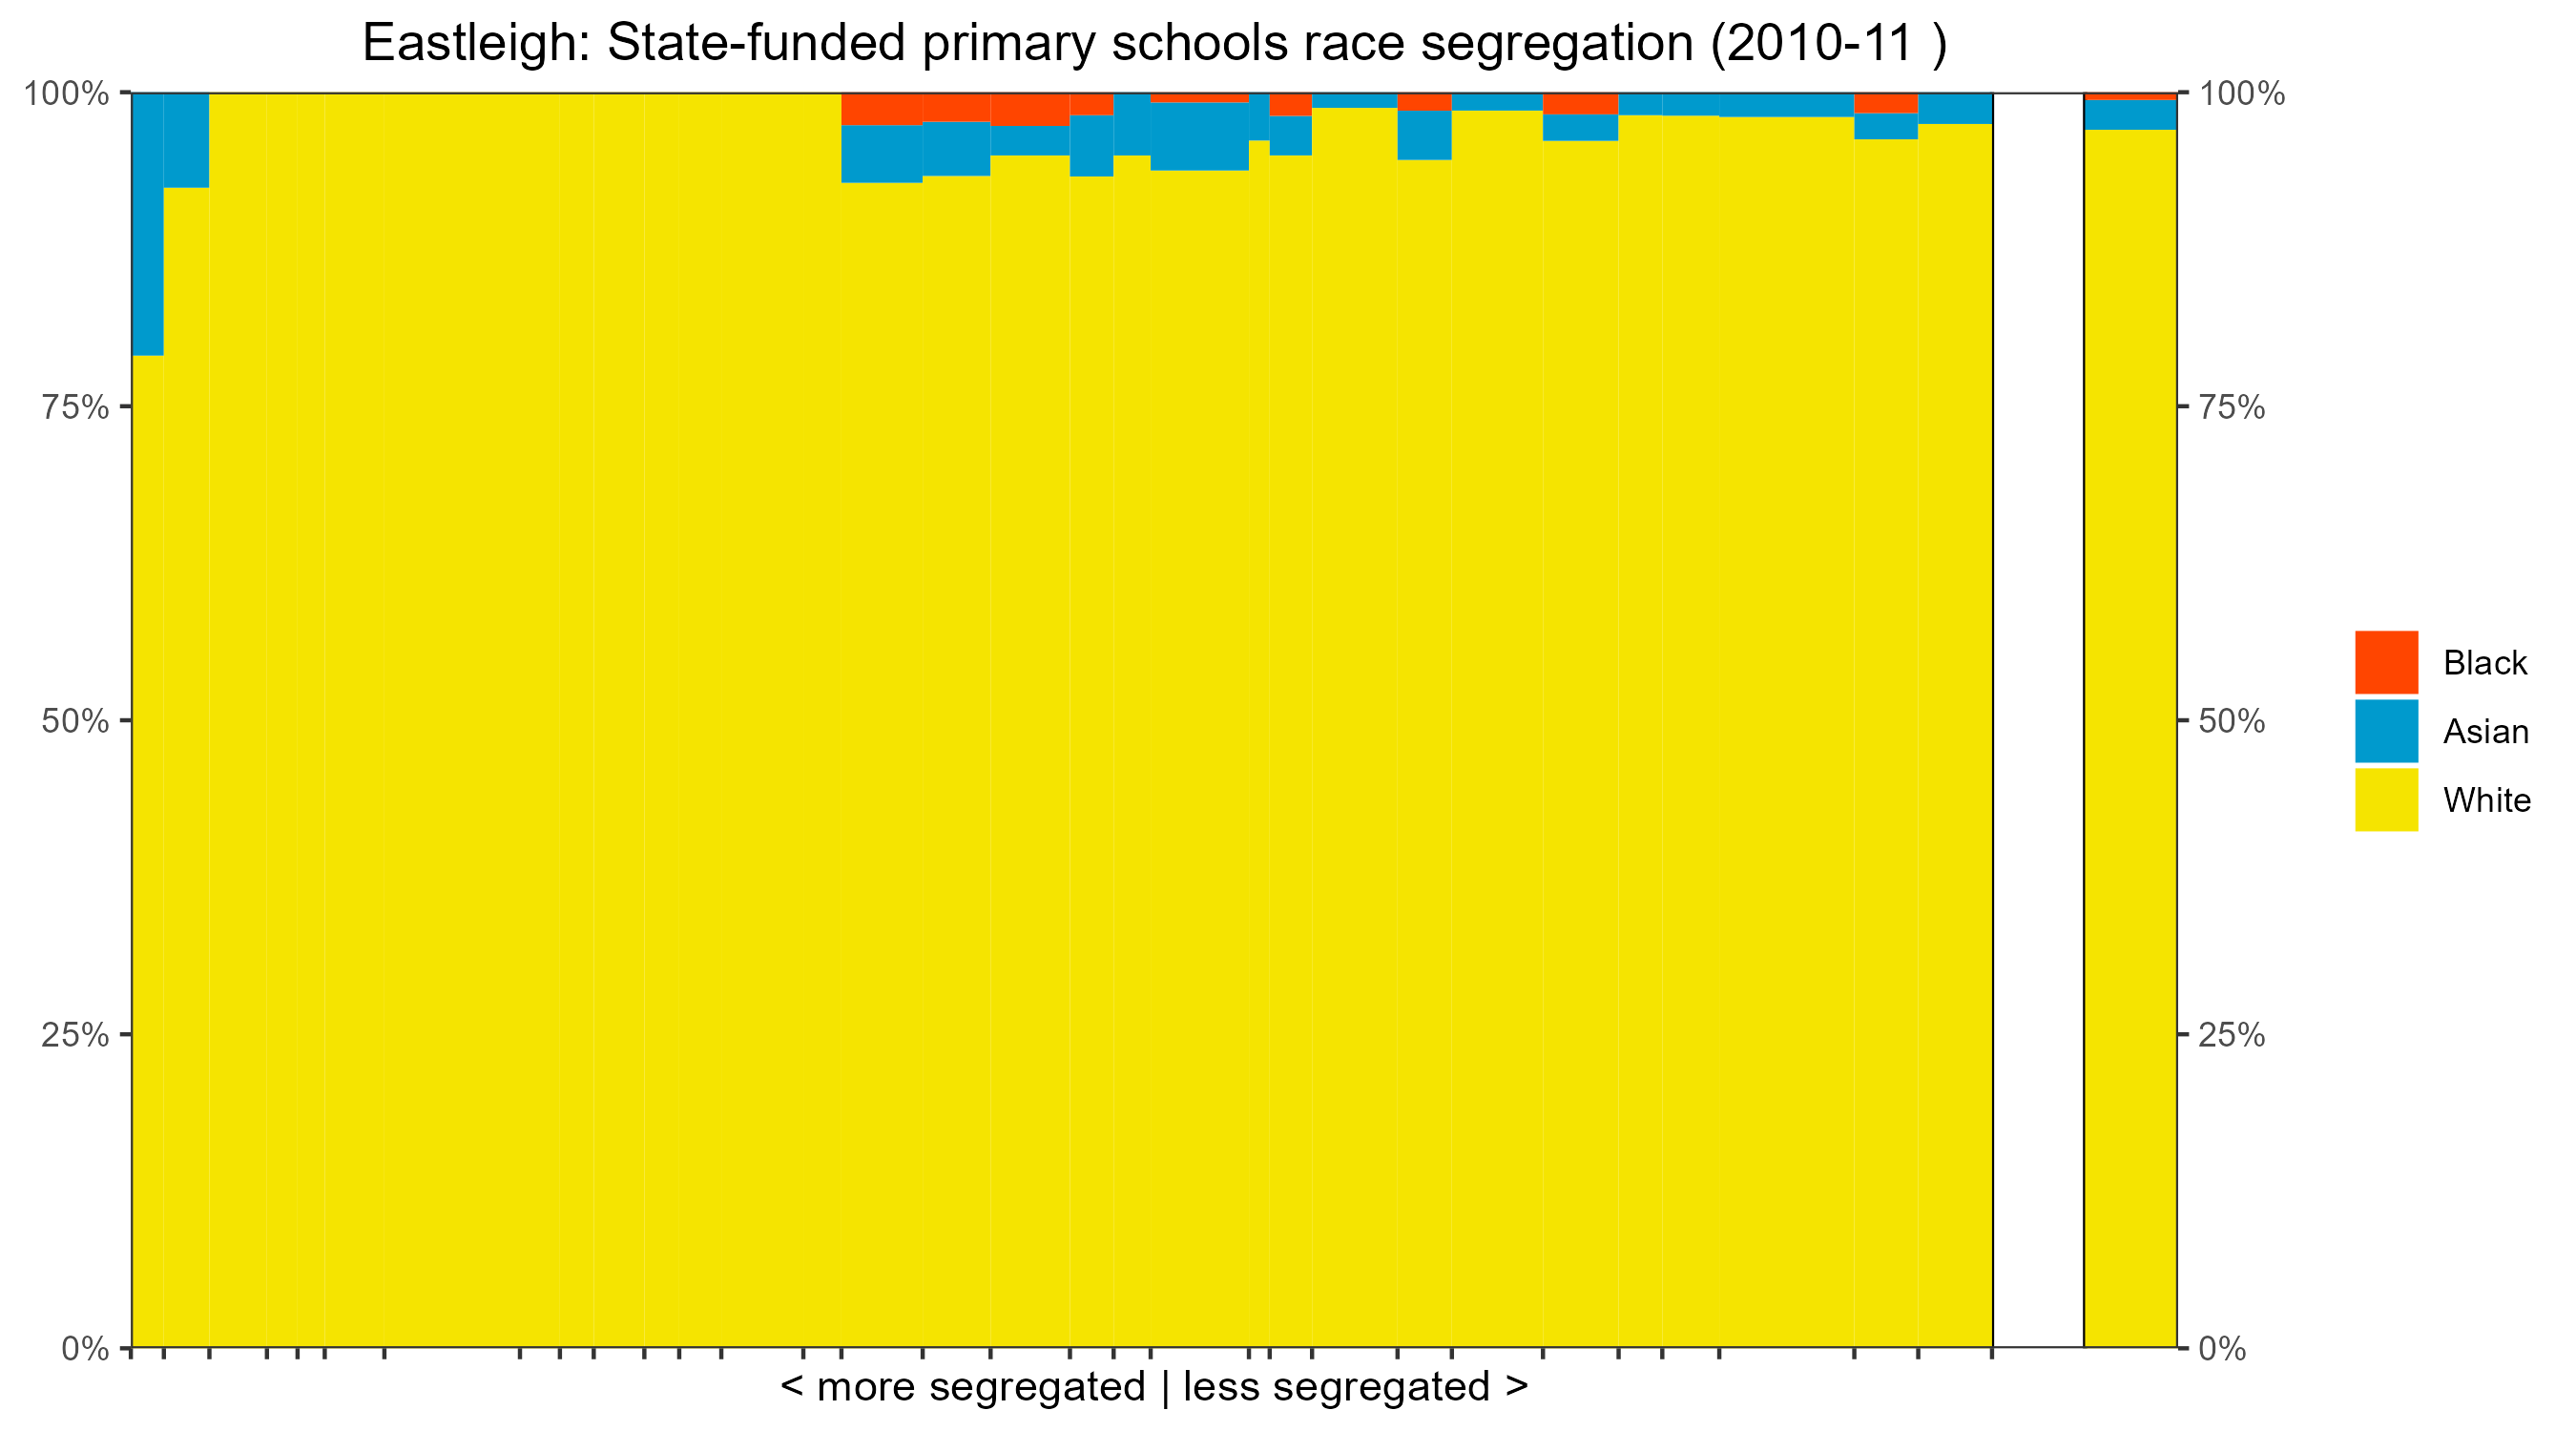 Eastleigh: State-funded primary schools race segregation (2010-11 )
100%
75%
50%
25%
0%
100%
75%
50%
25%
0%
Black
Asian
White
< more segregated | less segregated >